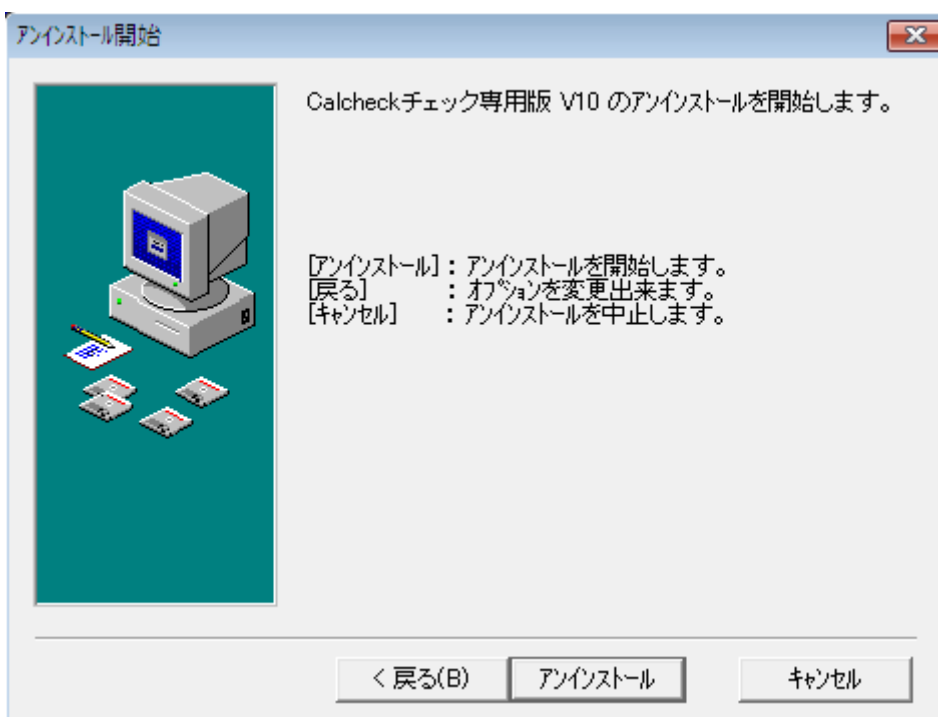 ｱﾝｲﾝｽﾄｰﾙ開始
Calcheckチェック専用版 V10 のｱﾝｲﾝｽﾄｰﾙを開始します。
[ｱﾝｲﾝｽﾄｰﾙ]：ｱﾝｲﾝｽﾄｰﾙを開始します。
[戻る]　　：ｵﾌﾟｼｮﾝを変更出来ます。
[ｷｬﾝｾﾙ]　：ｱﾝｲﾝｽﾄｰﾙを中止します。
< 戻る(B)　ｱﾝｲﾝｽﾄｰﾙ　ｷｬﾝｾﾙ